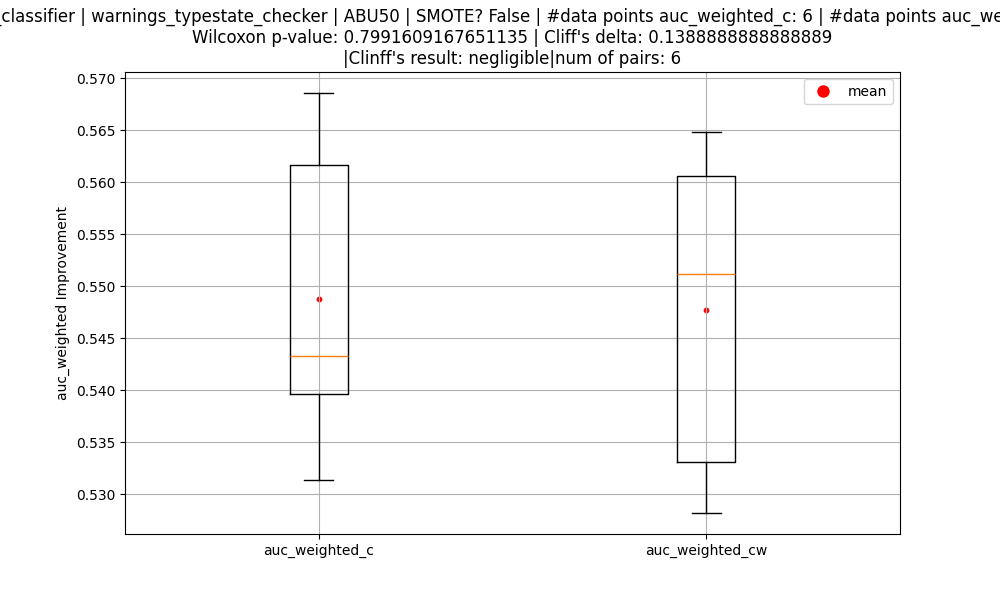 _classifier | warnings_typestate_checker | ABU50 | SMOTE? False | #data points auc_weighted_c: 6 | #data points auc_we
Wilcoxon p-value: 0.7991609167651135 | Cliff's delta: 0.1388888888888889
|Clinff's result: negligible|num of pairs: 6
mean
0.570
0.565
0.560
0.555
0.550
0.545
0.540
0.535
0.530
auc_weighted Improvement
auc_weighted_c
auc_weighted_cw